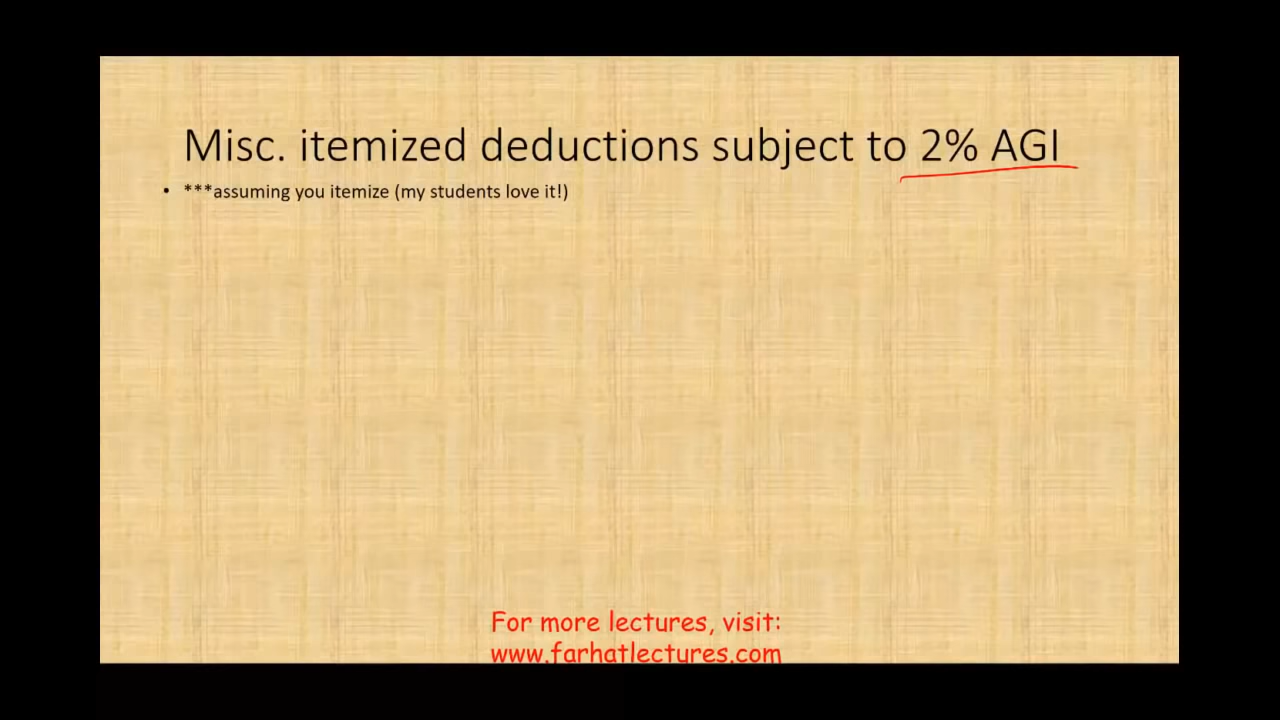 Misc. itemized deductions subject to 2% AGI
• ***assuming you itemize (my students love it!)
For more lectures, visit:
www.farhatlectures.com